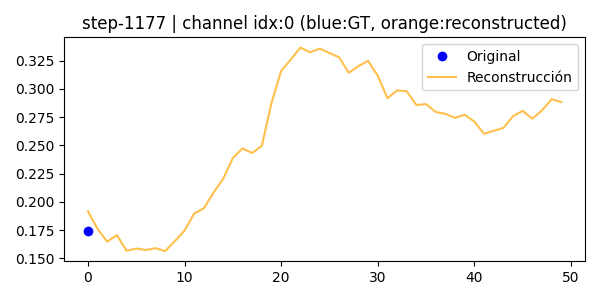 step-1177 | channel idx:0 (blue:GT, orange:reconstructed)
Original
Reconstrucción
0.325
0.300
0.275
0.250
0.225
0.200
0.175
0.150
0 10 20 30 40 50